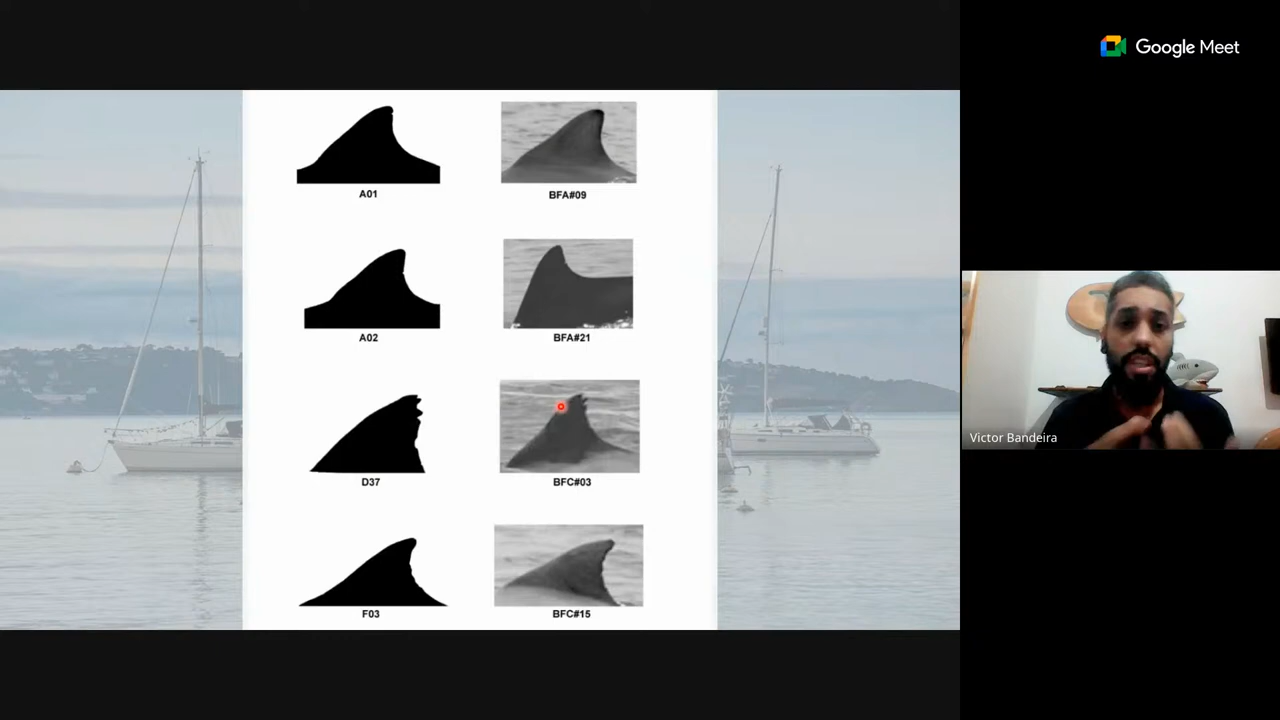 Google Meet
A01
BFA#09
A02
BFA#21
D37
BFC#03
F03
BFC#15
Victor Bandeira